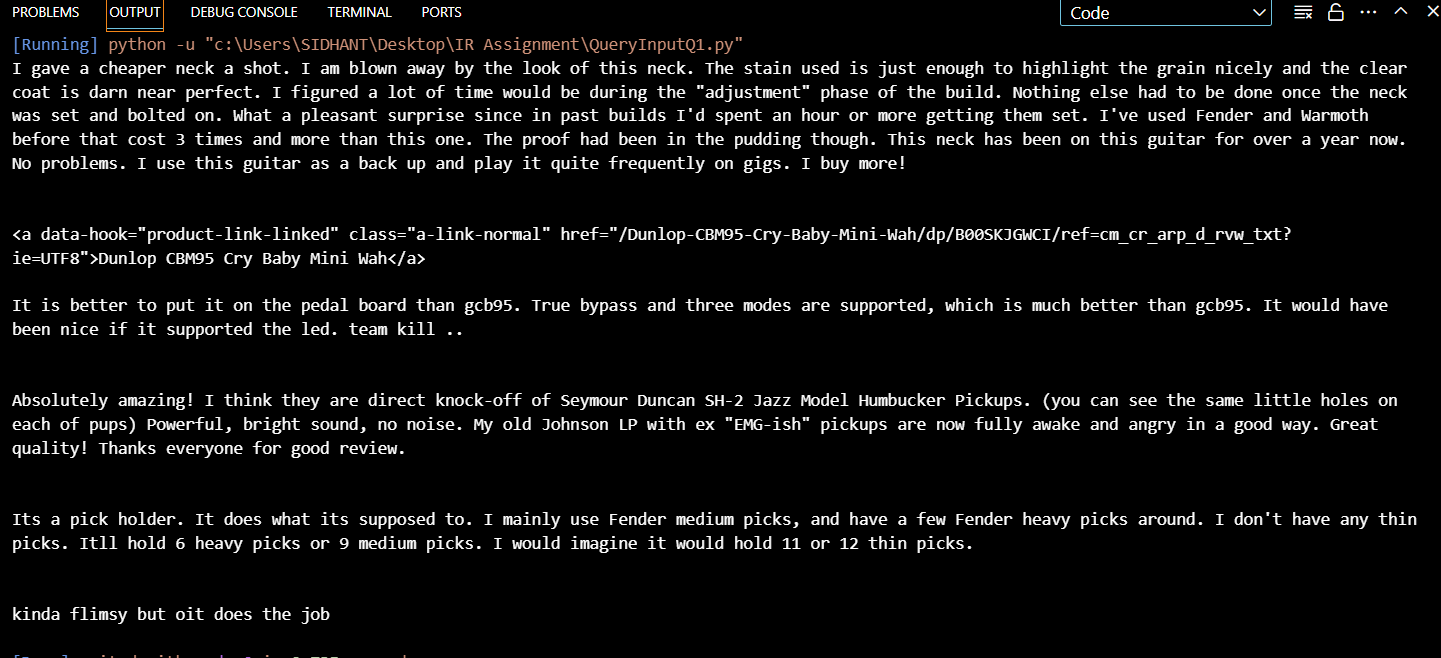 PROBLEMS OUTPUT DEBUG CONSOLE TERMINAL PORTS Code
[Running] python -u "c:\Users\SIDHANT\Desktop\IR Assignment\QueryInputQ1.py"
I gave a cheaper neck a shot. I am blown away by the look of this neck. The stain used is just enough to highlight the grain nicely and the clear
coat is darn near perfect. I figured a lot of time would be during the "adjustment" phase of the build. Nothing else had to be done once the neck
was set and bolted on. What a pleasant surprise since in past builds I'd spent an hour or more getting them set. I've used Fender and Warmoth
before that cost 3 times and more than this one. The proof had been in the pudding though. This neck has been on this guitar for over a year now.
No problems. I use this guitar as a back up and play it quite frequently on gigs. I buy more!
<a data-hook="product-link-linked" class="a-link-normal" href="/Dunlop-CBM95-Cry-Baby-Mini-Wah/dp/B00SKJGWCI/ref=cm_cr_arp_d_rvw_txt?
ie=UTF8">Dunlop CBM95 Cry Baby Mini Wah</a>
It is better to put it on the pedal board than gcb95. True bypass and three modes are supported, which is much better than gcb95. It would have
been nice if it supported the led. team kill ..
Absolutely amazing! I think they are direct knock-off of Seymour Duncan SH-2 Jazz Model Humbucker Pickups. (you can see the same little holes on
each of pups) Powerful, bright sound, no noise. My old Johnson LP with ex "EMG-ish" pickups are now fully awake and angry in a good way. Great
quality! Thanks everyone for good review.
Its a pick holder. It does what its supposed to. I mainly use Fender medium picks, and have a few Fender heavy picks around. I don't have any thin
picks. Itll hold 6 heavy picks or 9 medium picks. I would imagine it would hold 11 or 12 thin picks.
kinda flimsy but oit does the job